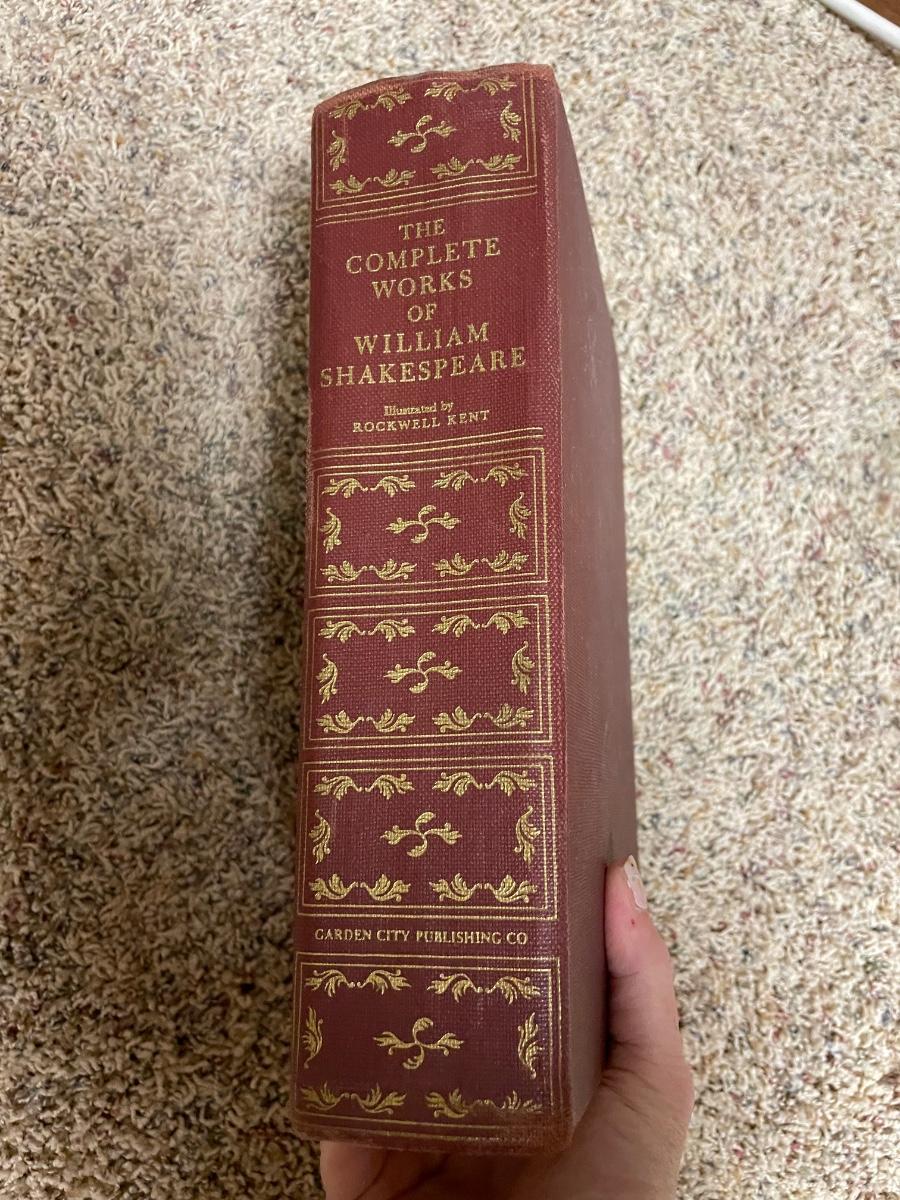 THE
COMPLETE
WORKS
OF
WILLIAM
SHAKESPEARE
Illustrated by
ROCKWELL KENT
GARDEN CITY PUBLISHING CO